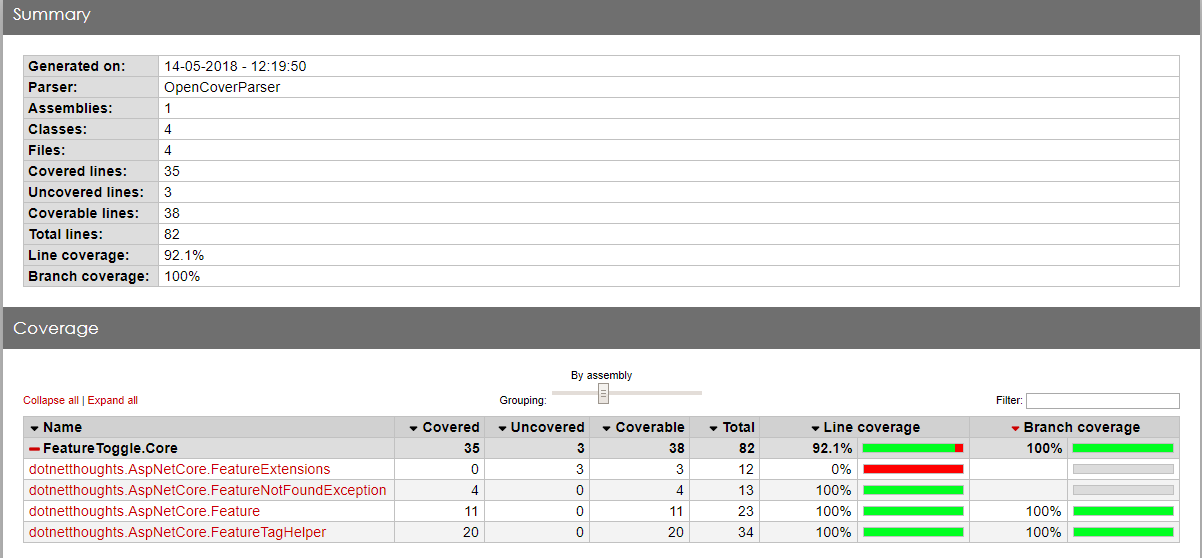 Summary
Generated on: 14-05-2018 - 12:19:50
Parser: OpenCoverParser
Assemblies: 1
Classes: 4
Files: 4
Covered lines: 35
Uncovered lines: 3
Coverable lines: 38
Total lines: 82
Line coverage: 92.1%
Branch coverage: 100%
Coverage
By assembly
Collapse all | Expand all Grouping: Filter:
Name Covered Uncovered Coverable Total Line coverage Branch coverage
FeatureToggle.Core 35 3 38 82 92.1% 100%
dotnetthoughts.AspNetCore.FeatureExtensions 0 3 3 12 0%
dotnetthoughts.AspNetCore.FeatureNotFoundException 4 0 4 13 100%
dotnetthoughts.AspNetCore.Feature 11 0 11 23 100% 100%
dotnetthoughts.AspNetCore.FeatureTagHelper 20 0 20 34 100% 100%